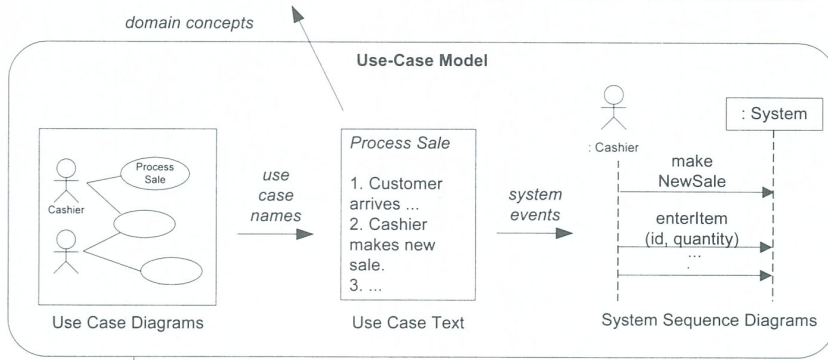 domain concepts
Use-Case Model
Process
Sale
Cashier
Use Case Diagrams
use
case
names
Process Sale
1. Customer
arrives ...
2. Cashier
makes new
sale.
3. ...
Use Case Text
system
events
: Cashier
: System
make
NewSale
enterItem
(id, quantity)
...
.
System Sequence Diagrams